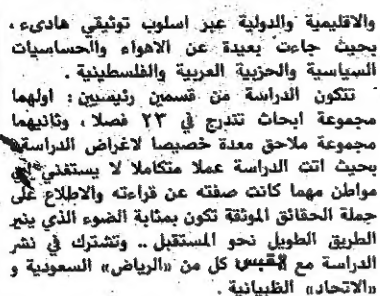 والاقليمية والدولية عبر اسلوب توثيقي هادىء ،
بحيث جاءت بعيدة عن الاهواء والحساسيات
السياسية والحزبية العربية والفلسطينية .
تتكون الدراسة من قسمين رئيسيين : اولهما
مجموعة ابحاث تتدرج في ٢٣ فصلا ، وثانيهما
مجموعة ملاحق معدة خصيصا لاغراض الدراسة
بحيث اتت الدراسة عملا متكاملا لا يستغني
مواطن مهما كانت صفته عن قراءته والاطلاع على
جملة الحقائق الموثقة تكون بمثابة الضوء الذي ينير
الطريق الطويل نحو المستقبل .. وتشترك في نشر
الدراسة مع القبس كل من «الرياض» السعودية و
«الاتحاد» الظبيانية .